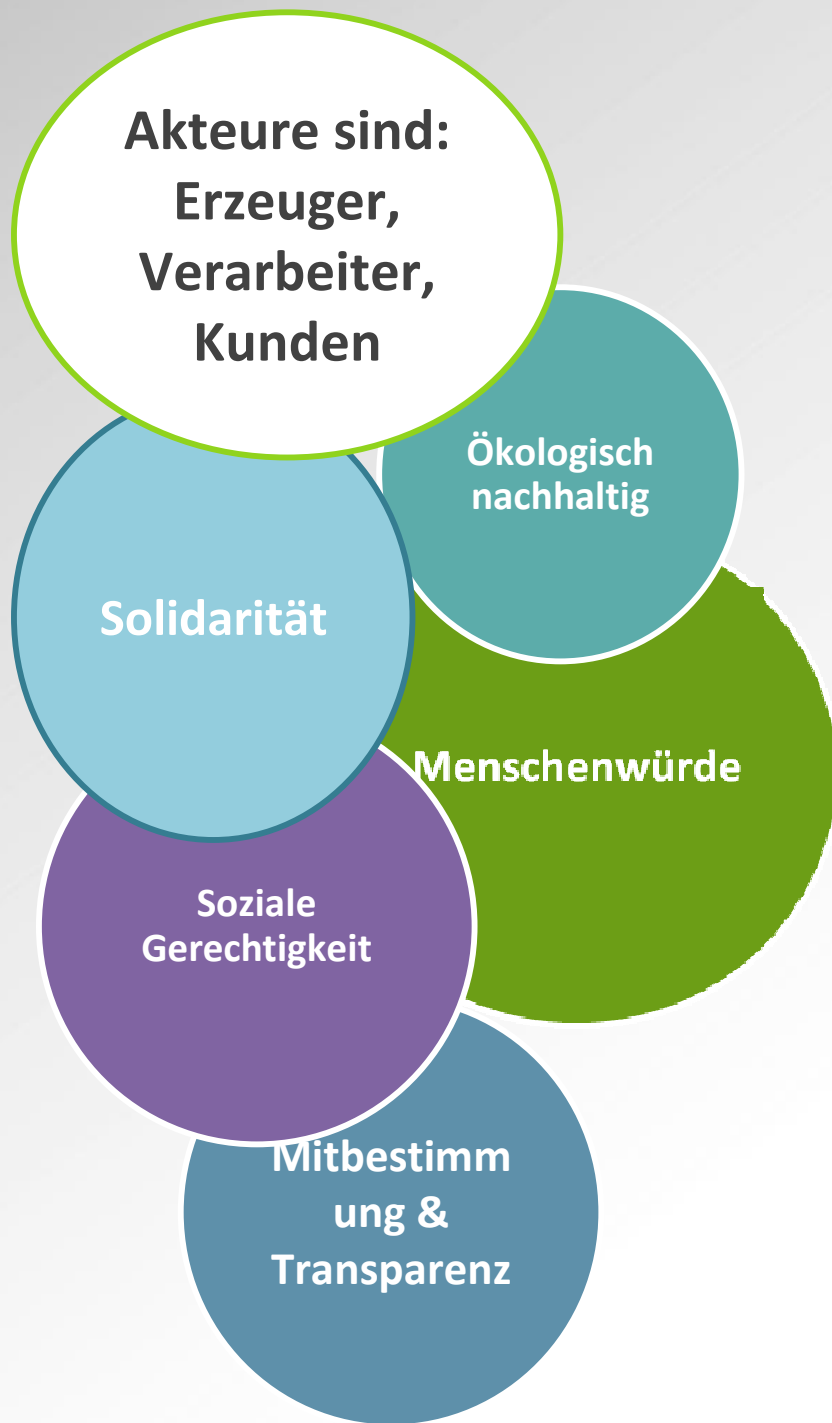 Akteure sind:
Erzeuger,
Verarbeiter,
Kunden
Ökologisch
nachhaltig
Solidarität
Menschenwürde
Soziale
Gerechtigkeit
Mitbestimm
ung &
Transparenz